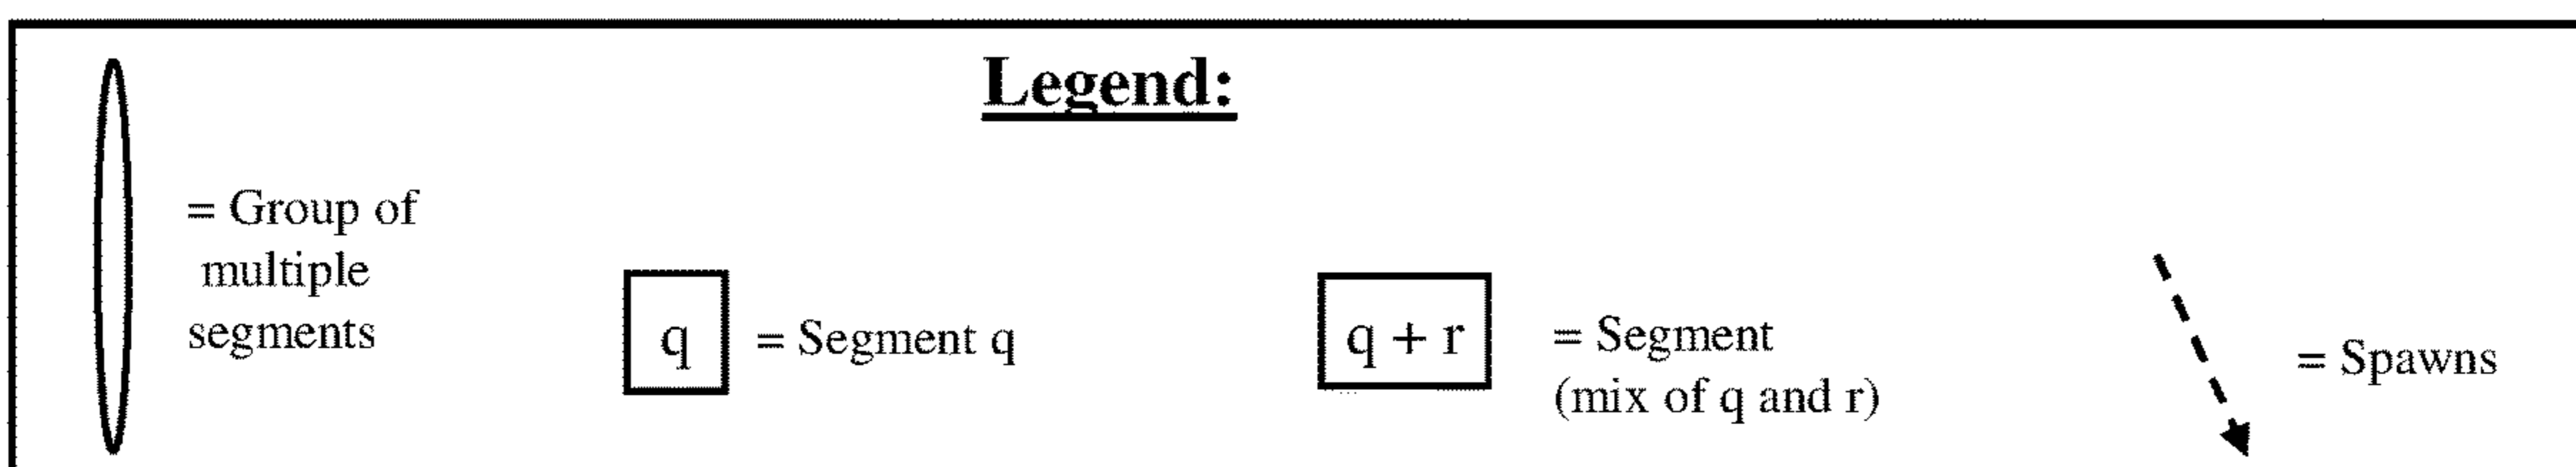 Legend:
= Group of
multiple
segments
q
= Segment q
q + r
= Segment
(mix of q and r)
= Spawns